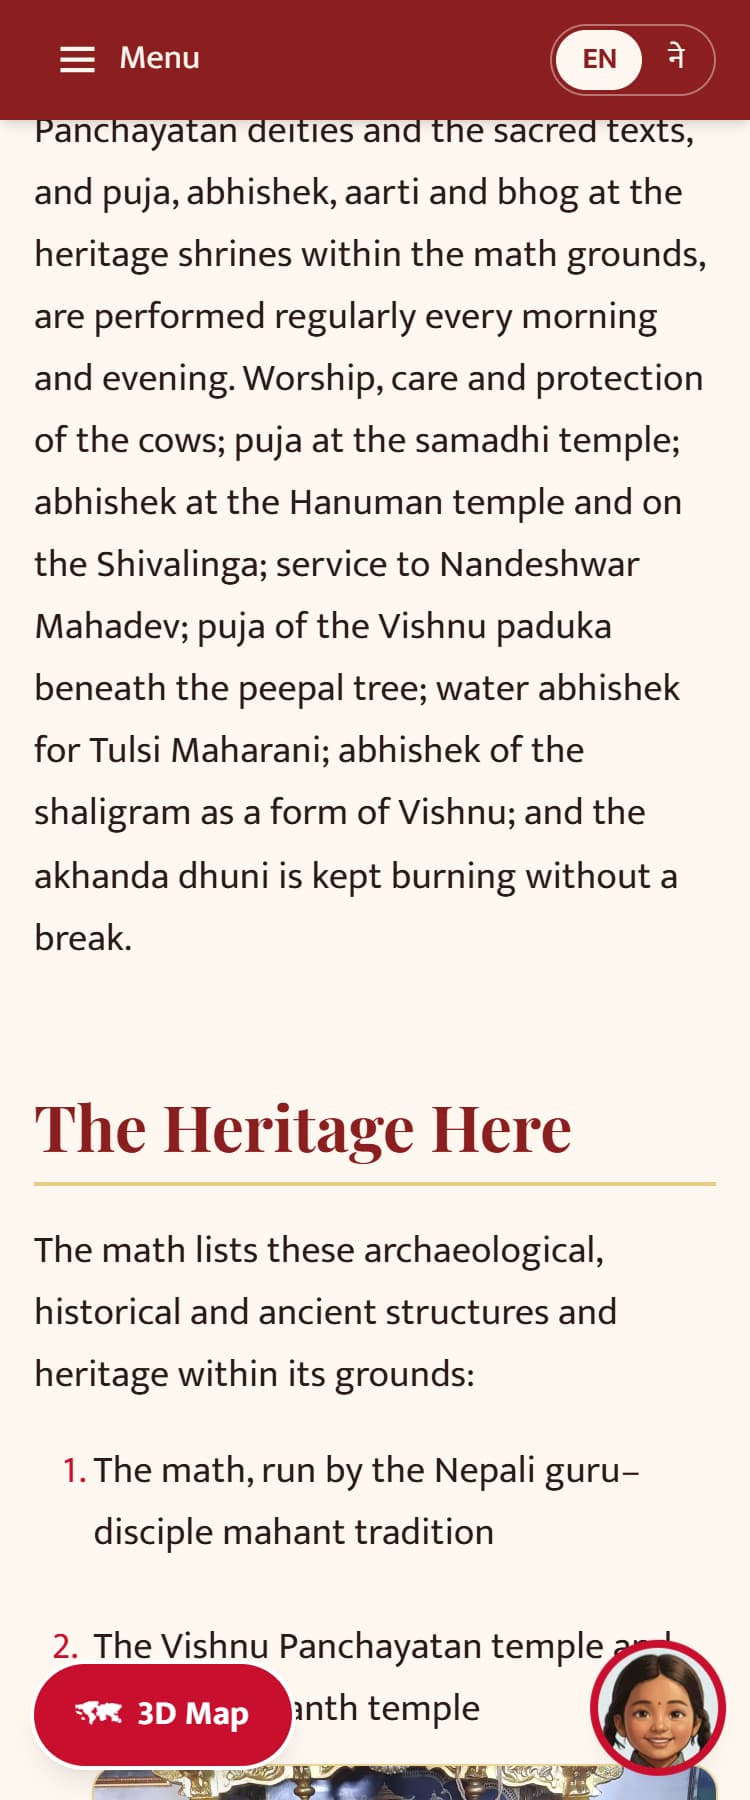 Menu
EN ने
Panchayatan deities and the sacred texts,
and puja, abhishek, aarti and bhog at the
heritage shrines within the math grounds,
are performed regularly every morning
and evening. Worship, care and protection
of the cows; puja at the samadhi temple;
abhishek at the Hanuman temple and on
the Shivalinga; service to Nandeshwar
Mahadev; puja of the Vishnu paduka
beneath the peepal tree; water abhishek
for Tulsi Maharani; abhishek of the
shaligram as a form of Vishnu; and the
akhanda dhuni is kept burning without a
break.
The Heritage Here
The math lists these archaeological,
historical and ancient structures and
heritage within its grounds:
1. The math, run by the Nepali guru–
disciple mahant tradition
2. The Vishnu Panchayatan temple
temple
3D Map